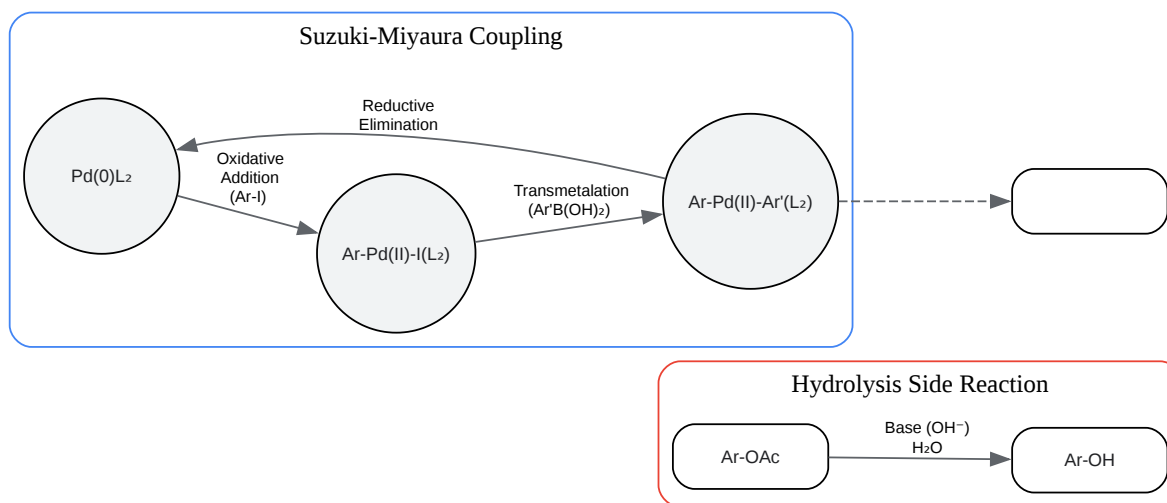 Suzuki-Miyaura Coupling
Reductive
Elimination
Pd(0)L₂
Oxidative
Addition
(Ar-I)
Ar-Pd(II)-I(L₂)
Transmetalation
(Ar'B(OH)₂)
Ar-Pd(II)-Ar'(L₂)
Hydrolysis Side Reaction
Ar-OAc
Base (OH⁻)
H₂O
Ar-OH